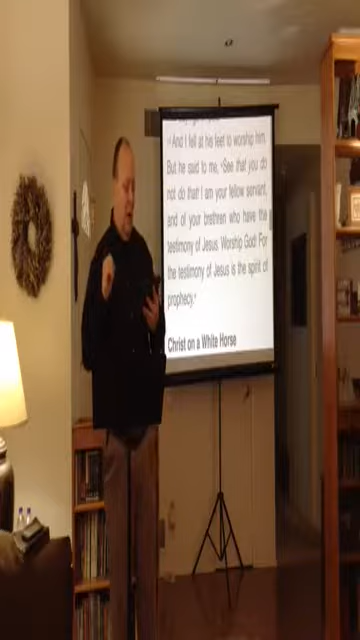 10 And I fell at his feet to worship him.
But he said to me, "See that you do
not do that! I am your fellow servant,
and of your brethren who have the
testimony of Jesus. Worship God! For
the testimony of Jesus is the spirit of
prophecy."
Christ on a White Horse